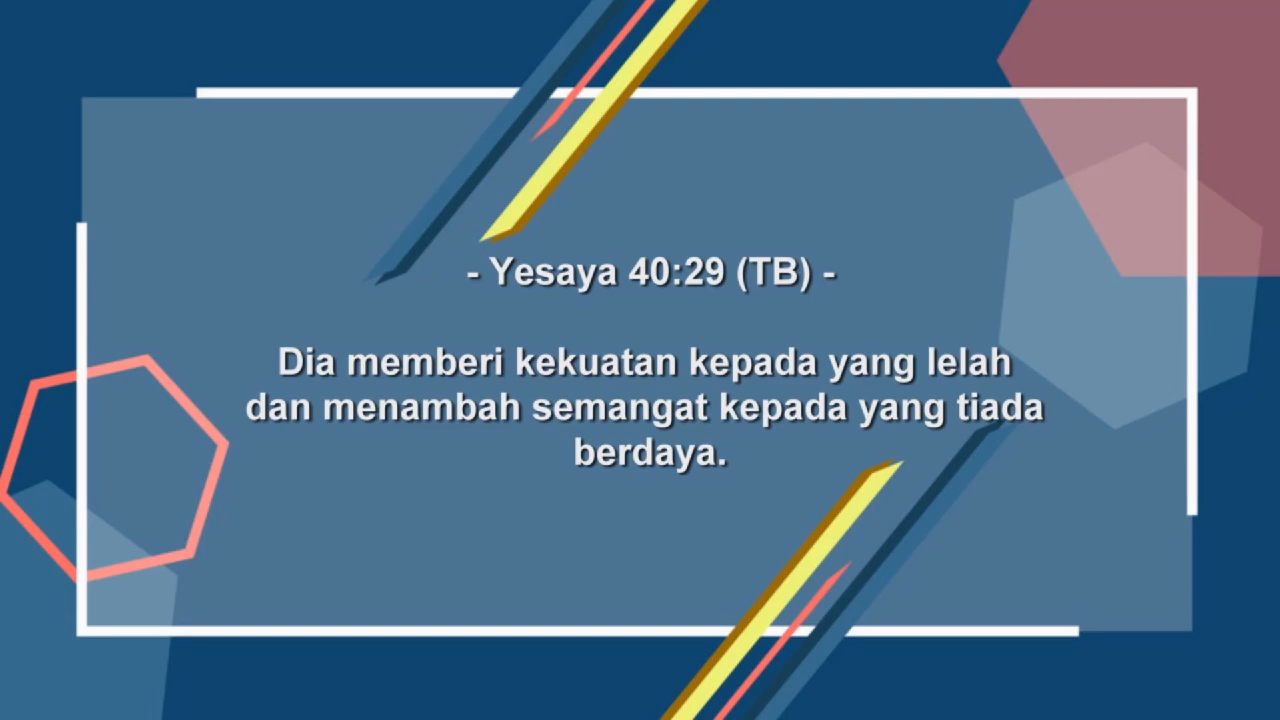 - Yesaya 40:29 (TB) -
Dia memberi kekuatan kepada yang lelah
dan menambah semangat kepada yang tiada
berdaya.